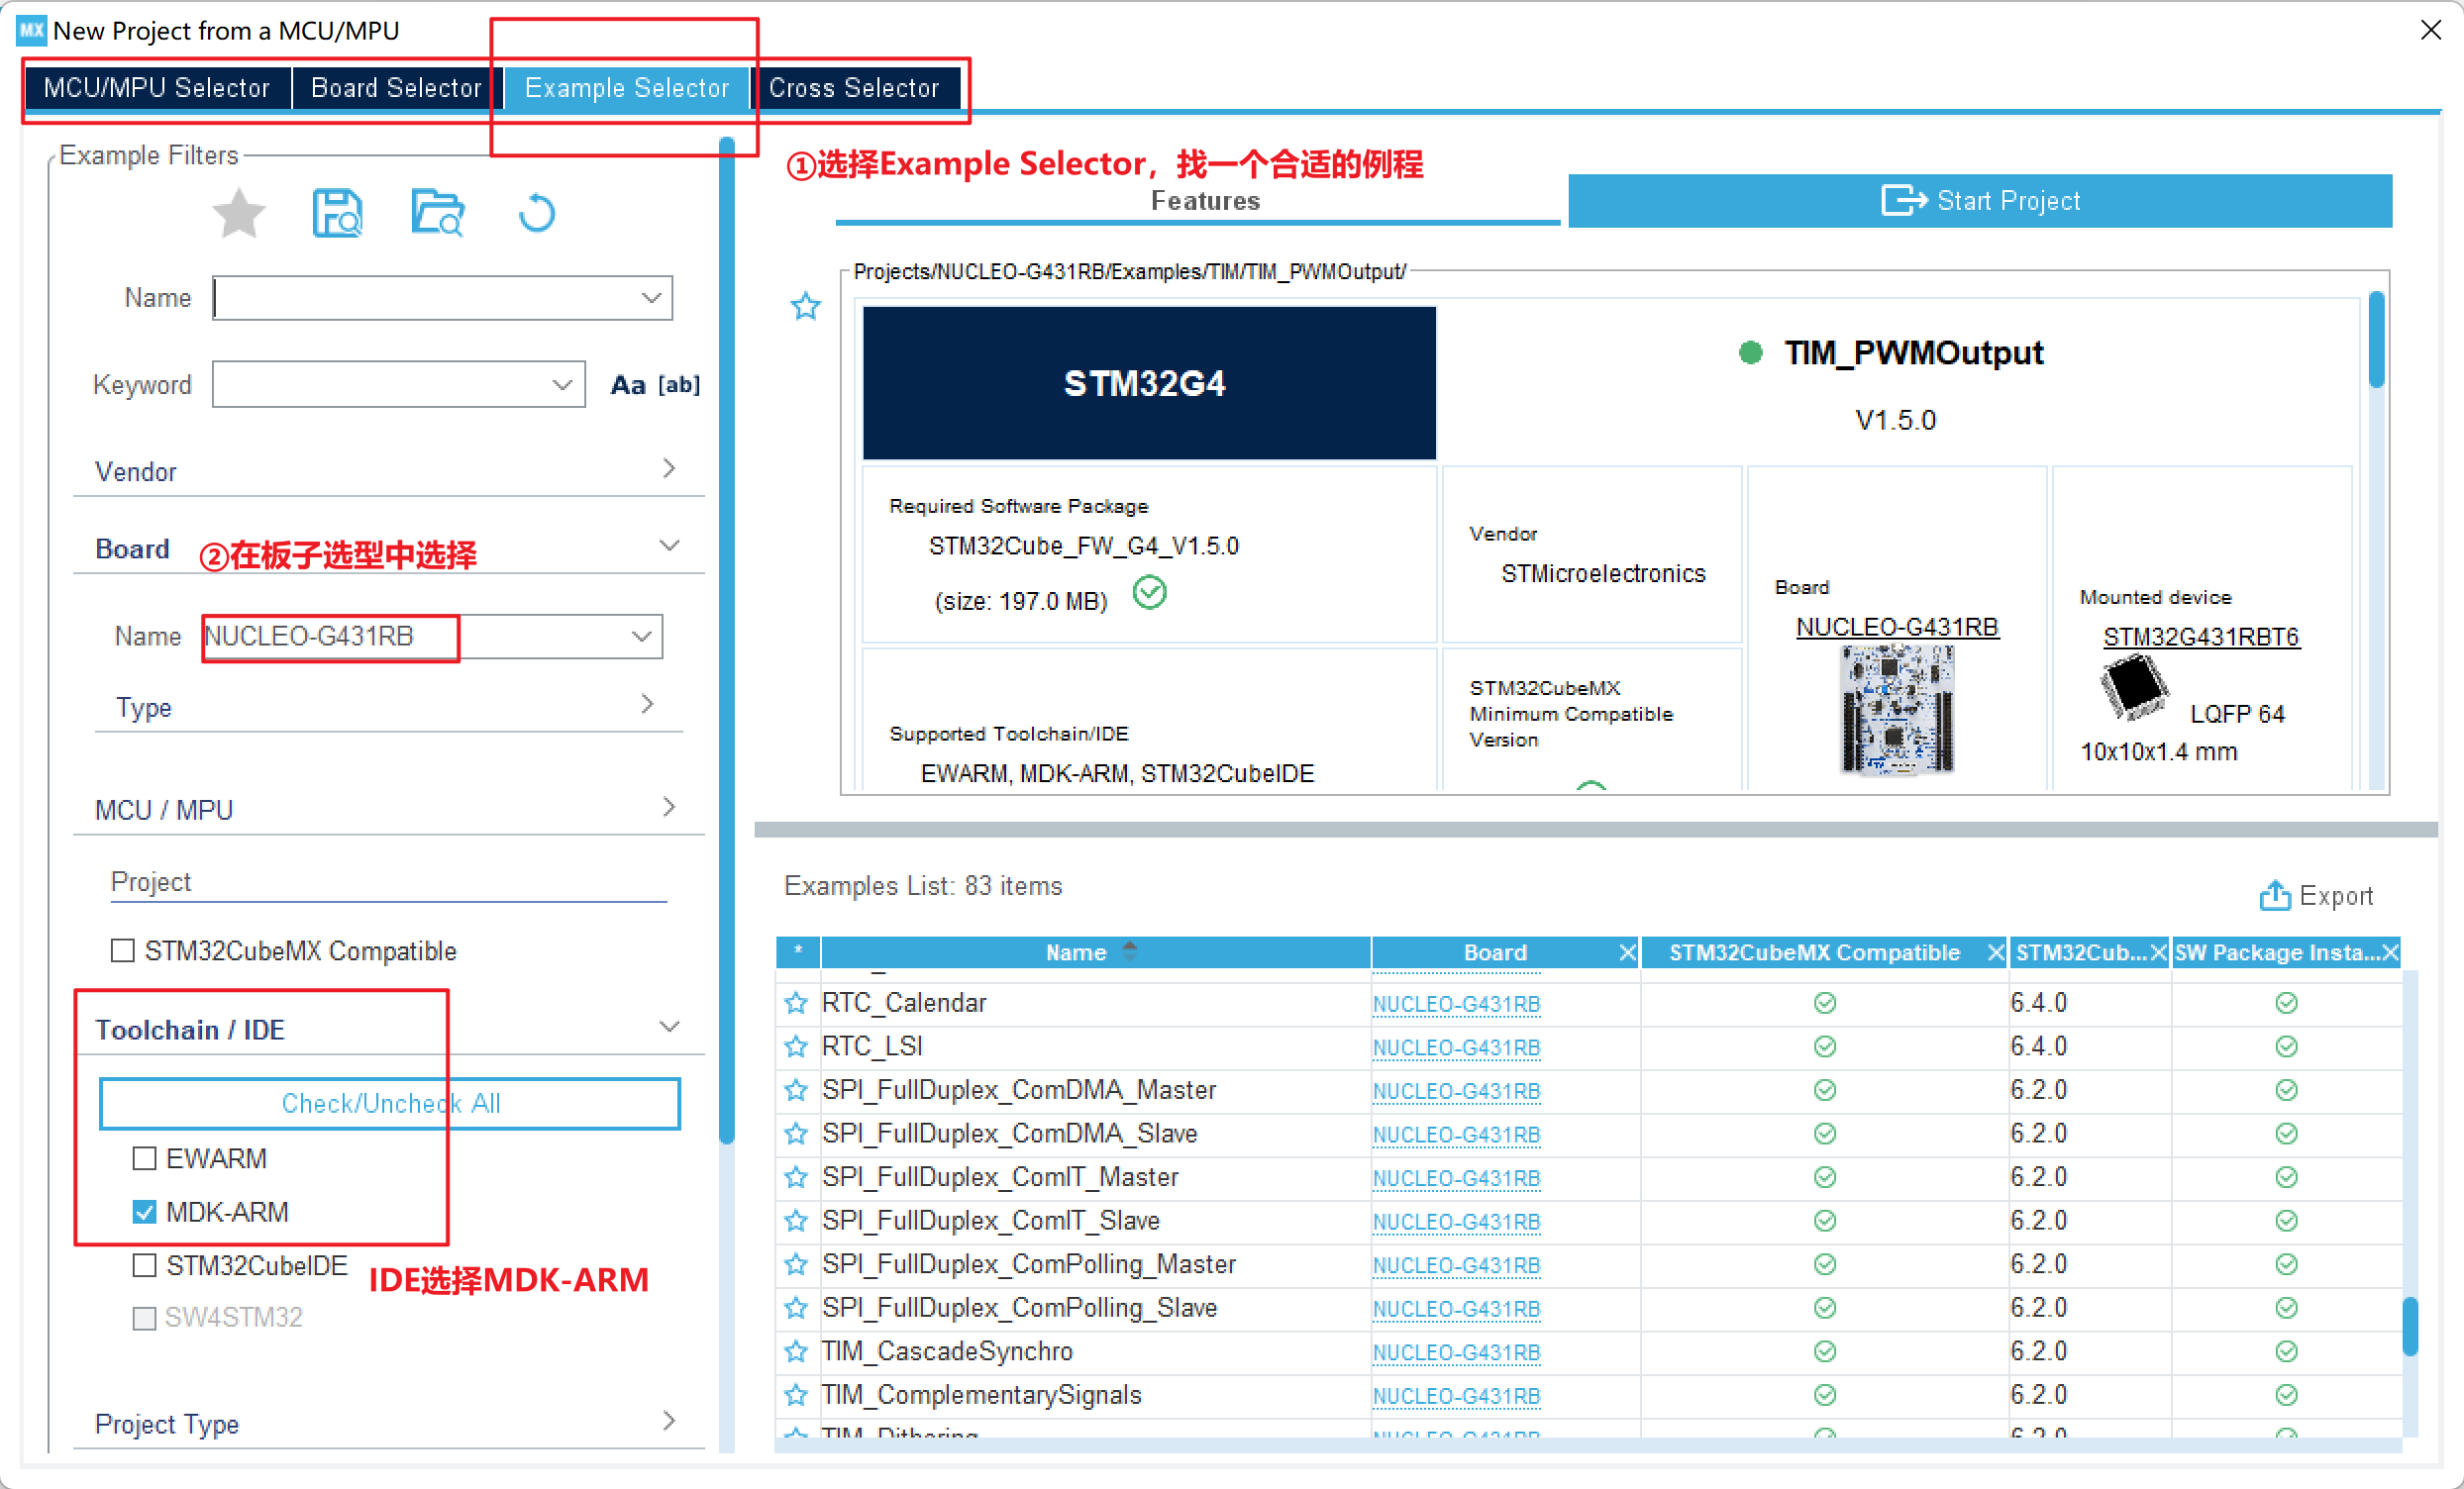 MX New Project from a MCU/MPU
MCU/MPU Selector
Board Selector
Example Selector
Cross Selector
①选择Example Selector，找一个合适的例程
Example Filters
Name
Keyword
Aa [ab]
Vendor
Board
②在板子选型中选择
Name NUCLEO-G431RB
Type
MCU / MPU
Project
STM32CubeMX Compatible
Toolchain / IDE
Check/Uncheck All
EWARM
MDK-ARM
STM32CubeIDE
IDE选择MDK-ARM
SW4STM32
Project Type
Features
Start Project
Projects/NUCLEO-G431RB/Examples/TIM/TIM_PWMOutput/
STM32G4
TIM_PWMOutput
V1.5.0
Required Software Package
STM32Cube_FW_G4_V1.5.0
(size: 197.0 MB)
Vendor
STMicroelectronics
Board
NUCLEO-G431RB
Mounted device
STM32G431RBT6
LQFP 64
10x10x1.4 mm
Supported Toolchain/IDE
EWARM, MDK-ARM, STM32CubeIDE
STM32CubeMX
Minimum Compatible
Version
Examples List: 83 items
Export
* Name Board STM32CubeMX Compatible STM32Cub... SW Package Insta...
RTC_Calendar NUCLEO-G431RB 6.4.0
RTC_LSI NUCLEO-G431RB 6.4.0
SPI_FullDuplex_ComDMA_Master NUCLEO-G431RB 6.2.0
SPI_FullDuplex_ComDMA_Slave NUCLEO-G431RB 6.2.0
SPI_FullDuplex_ComIT_Master NUCLEO-G431RB 6.2.0
SPI_FullDuplex_ComIT_Slave NUCLEO-G431RB 6.2.0
SPI_FullDuplex_ComPolling_Master NUCLEO-G431RB 6.2.0
SPI_FullDuplex_ComPolling_Slave NUCLEO-G431RB 6.2.0
TIM_CascadeSynchro NUCLEO-G431RB 6.2.0
TIM_ComplementarySignals NUCLEO-G431RB 6.2.0
TIM_Dithering NUCLEO-G431RB 6.2.0